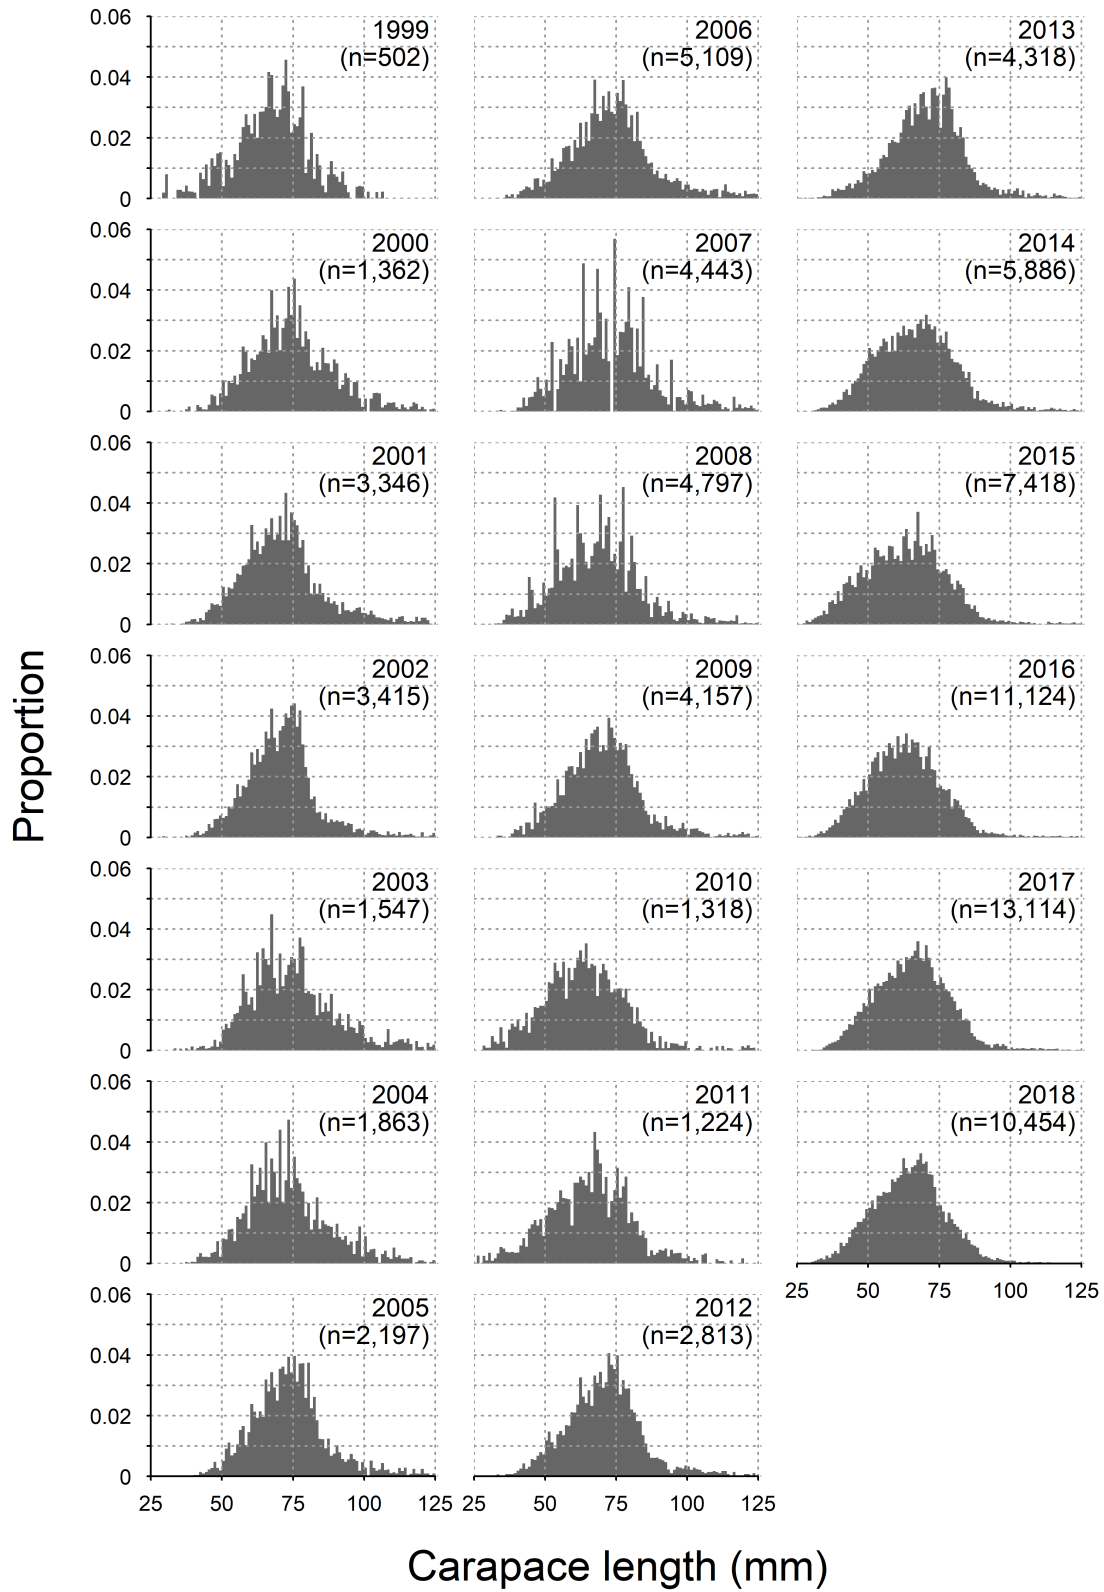 Proportion
0.06
0.04
0.02
0
1999
(n=502)
2006
(n=5,109)
2013
(n=4,318)
0.06
0.04
0.02
0
2000
(n=1,362)
2007
(n=4,443)
2014
(n=5,886)
0.06
0.04
0.02
0
2001
(n=3,346)
2008
(n=4,797)
2015
(n=7,418)
0.06
0.04
0.02
0
2002
(n=3,415)
2009
(n=4,157)
2016
(n=11,124)
0.06
0.04
0.02
0
2003
(n=1,547)
2010
(n=1,318)
2017
(n=13,114)
0.06
0.04
0.02
0
2004
(n=1,863)
2011
(n=1,224)
2018
(n=10,454)
25 50 75 100 125
0.06
0.04
0.02
0
2005
(n=2,197)
2012
(n=2,813)
25 50 75 100 125
25 50 75 100 125
Carapace length (mm)